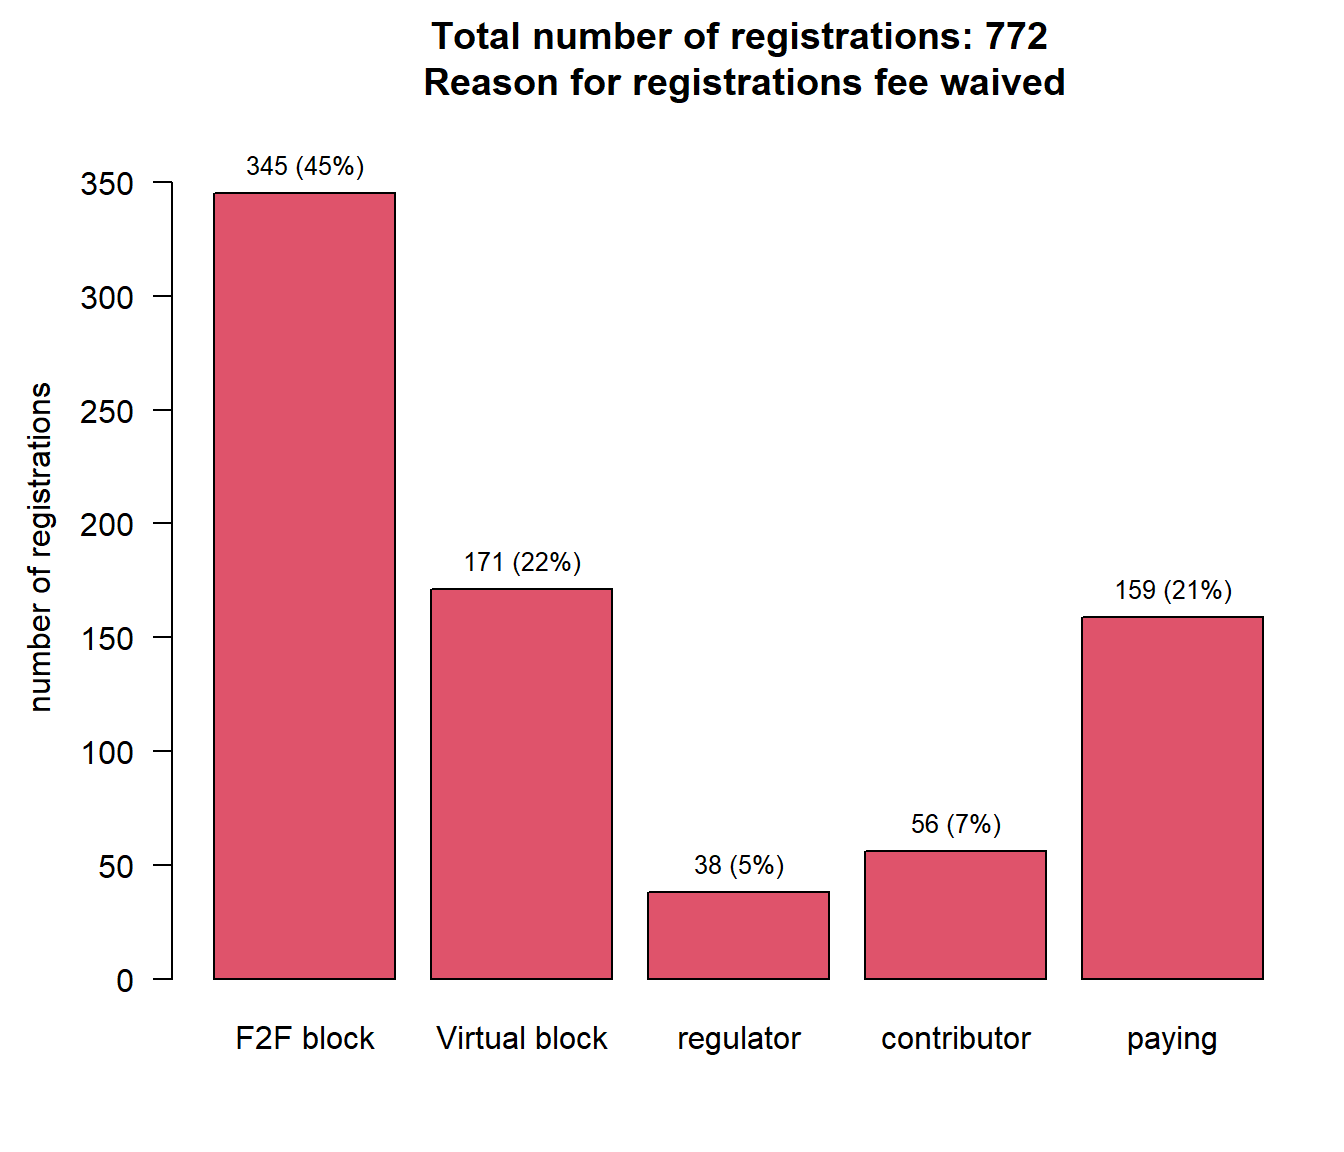 Total number of registrations: 772
Reason for registrations fee waived
345 (45%)
171 (22%)
38 (5%)
56 (7%)
159 (21%)
350
300
250
200
150
100
50
0
number of registrations
F2F block
Virtual block
regulator
contributor
paying